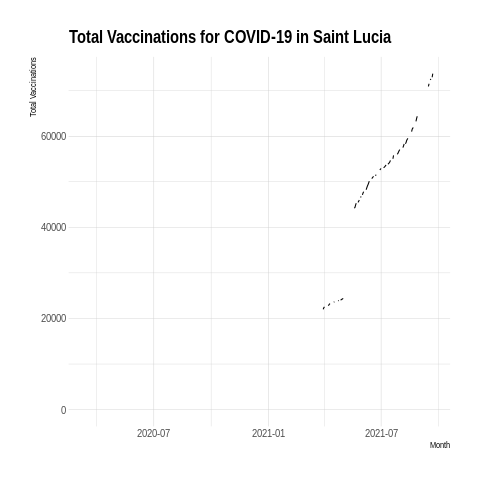 Total Vaccinations for COVID-19 in Saint Lucia
Total Vaccinations
60000
40000
20000
0
2020-07 2021-01 2021-07
Month